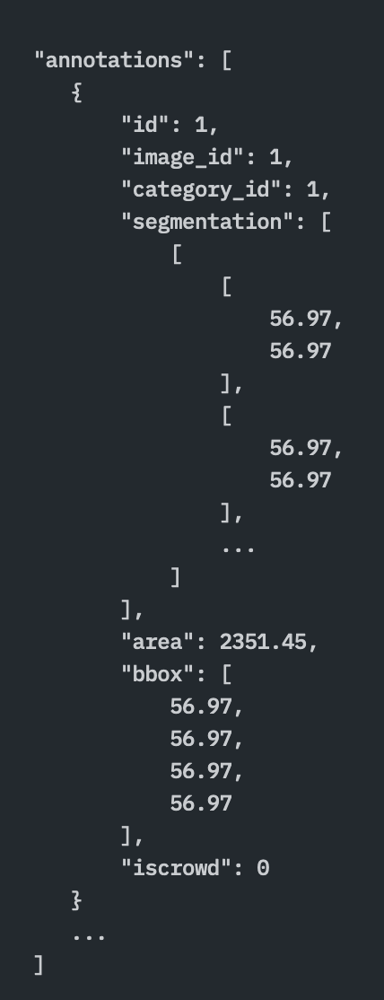 "annotations": [
{
"id": 1,
"image_id": 1,
"category_id": 1,
"segmentation": [
[
[
56.97,
56.97
],
[
56.97,
56.97
],
...
]
],
"area": 2351.45,
"bbox": [
56.97,
56.97,
56.97,
56.97
],
"iscrowd": 0
}
...
]